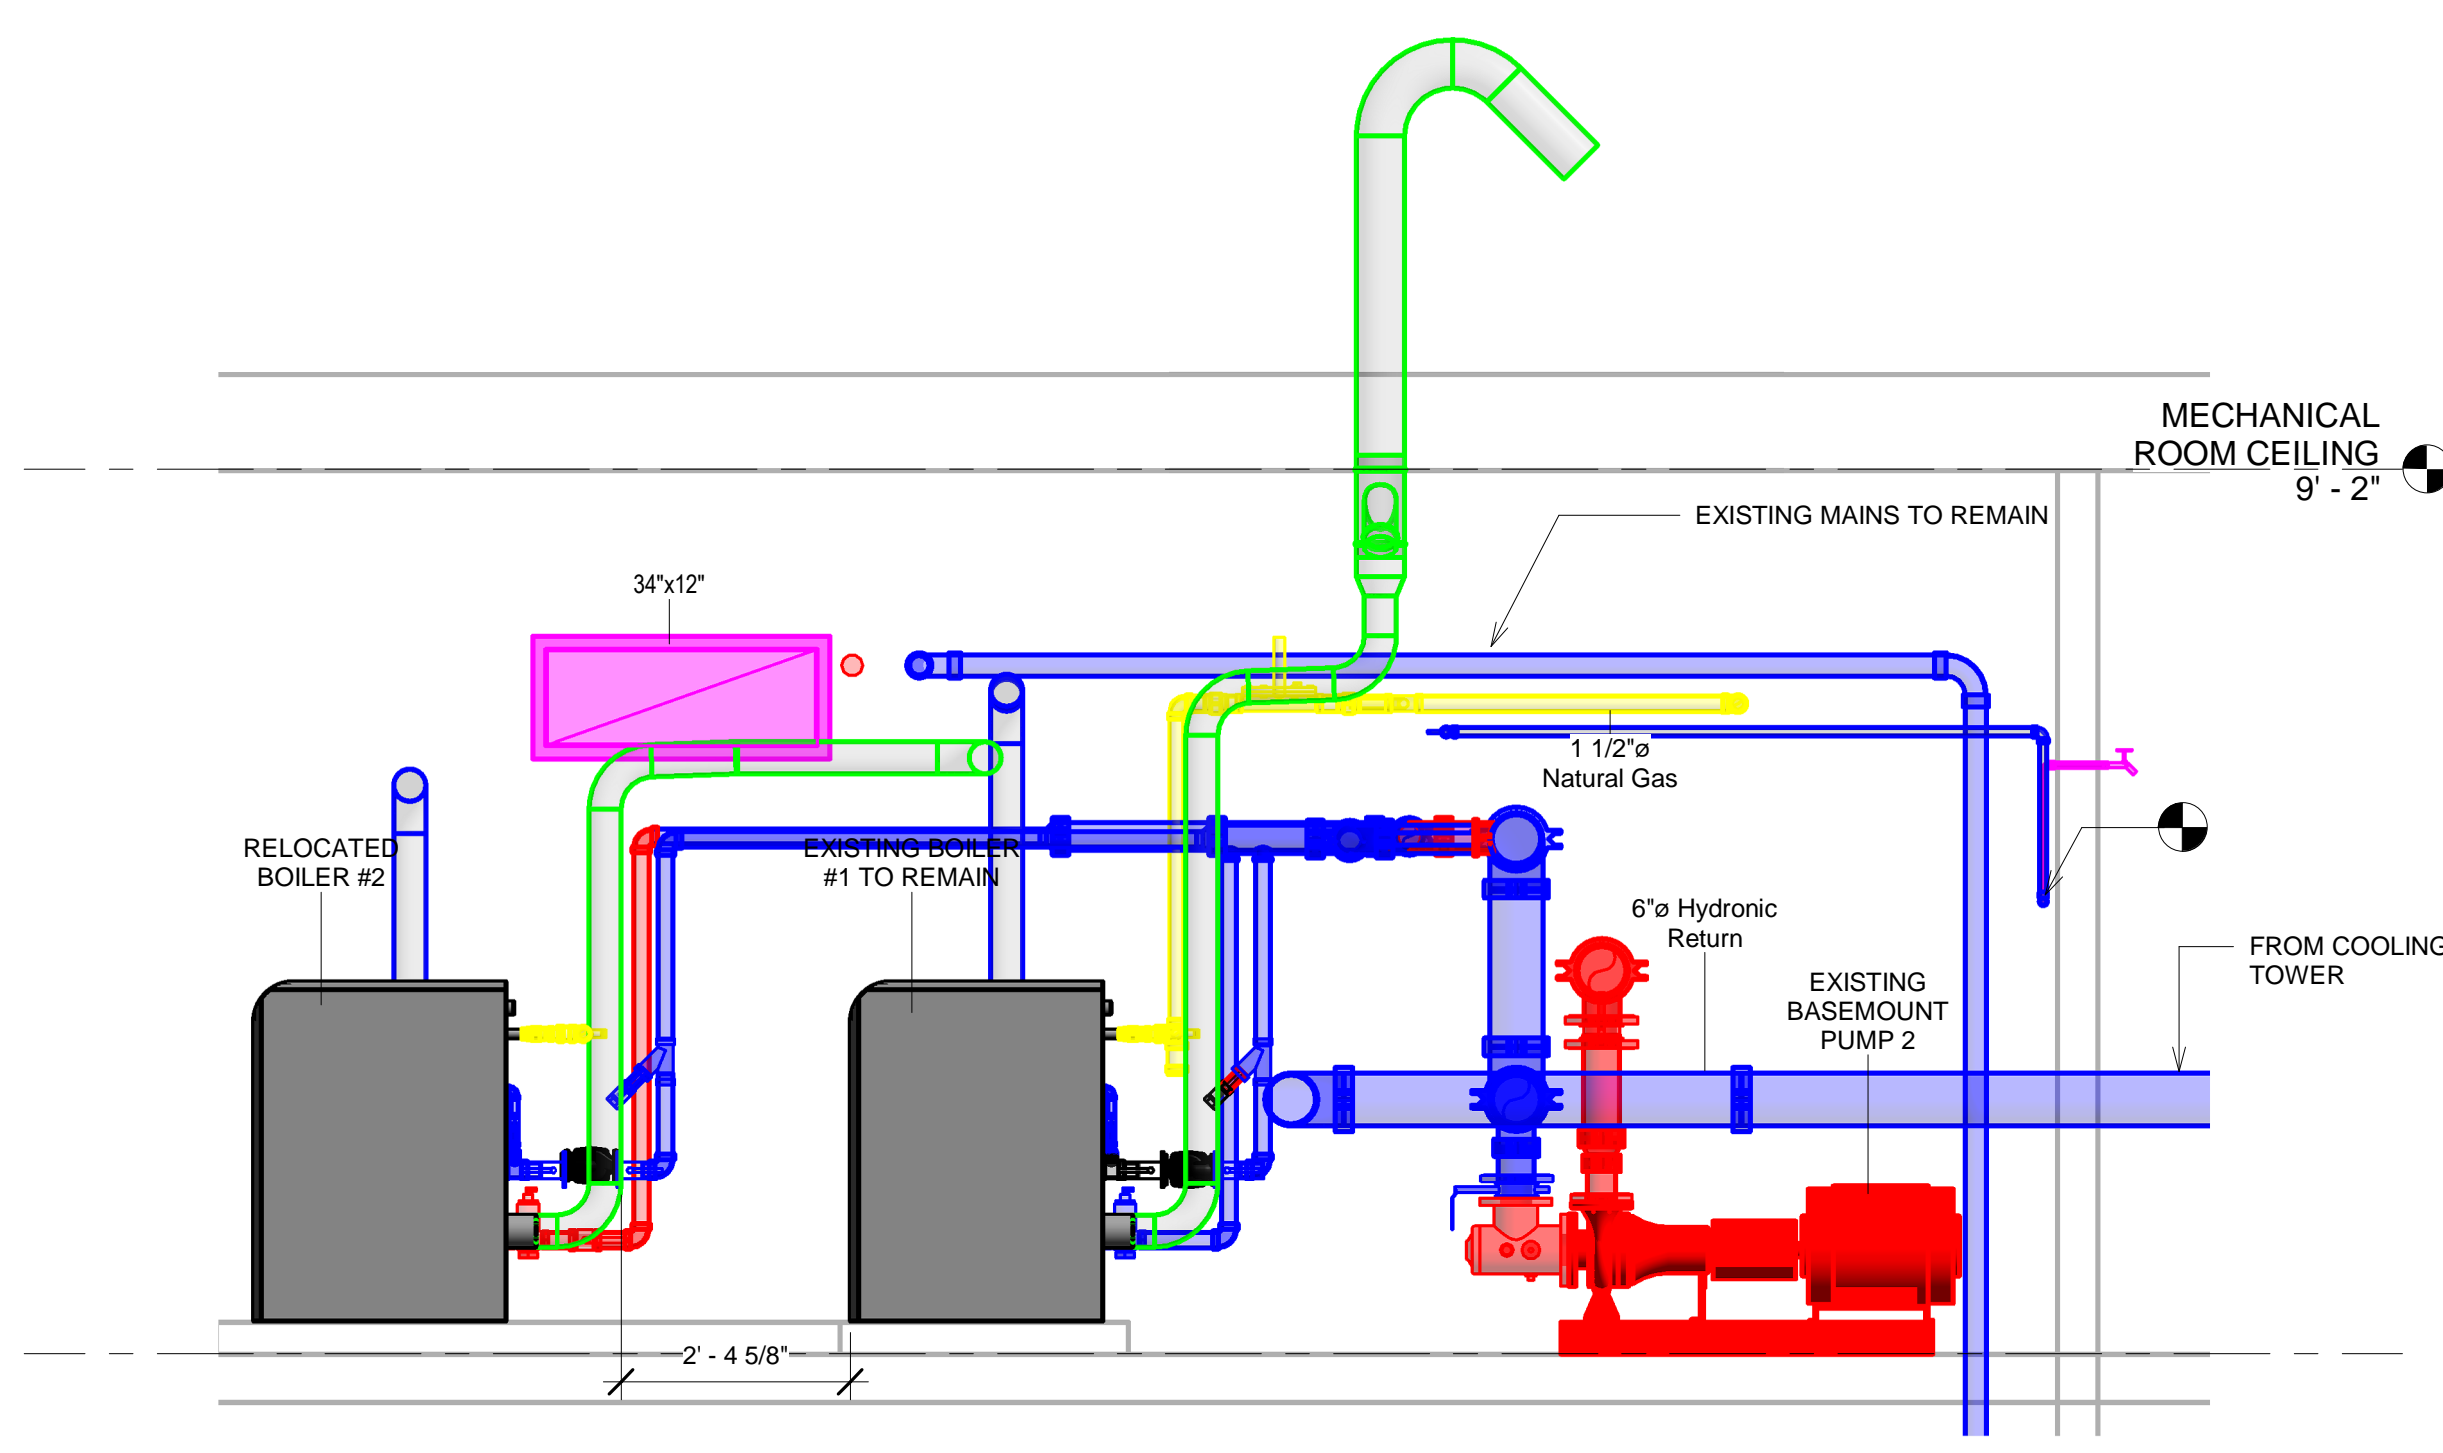 MECHANICAL
ROOM CEILING
9' - 2"
EXISTING MAINS TO REMAIN
34"x12"
1 1/2"ø
Natural Gas
RELOCATED
BOILER #2
EXISTING BOILER
#1 TO REMAIN
6"ø Hydronic
Return
FROM COOLING
TOWER
EXISTING
BASEMOUNT
PUMP 2
2' - 4 5/8"